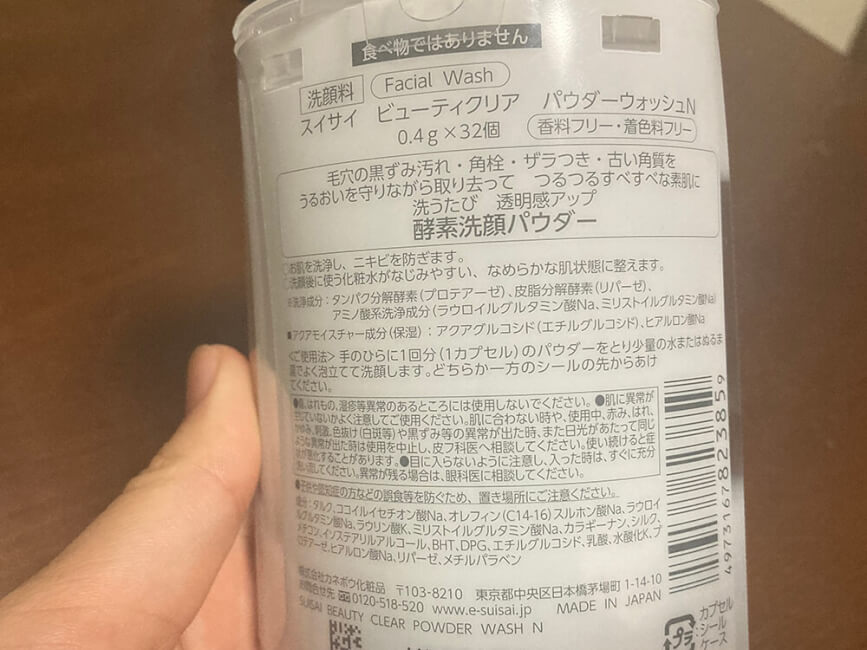 食べ物ではありません
洗顔料 Facial Wash
スイサイ ビューティクリア パウダーウォッシュN
0.4g×32個 香料フリー・着色料フリー
毛穴の黒ずみ汚れ・角栓・ザラつき・古い角質を
うるおいを守りながら取り去って つるつるすべすべな素肌に
洗うたび 透明感アップ
酵素洗顔パウダー
○お肌を洗浄し、ニキビを防ぎます。
○洗顔後に使う化粧水がなじみやすい、なめらかな肌状態に整えます。
※洗浄成分：タンパク分解酵素（プロテアーゼ）、皮脂分解酵素（リパーゼ）、
アミノ酸系洗浄成分（ラウロイルグルタミン酸Na、ミリストイルグルタミン酸Na）
■アクアモイスチャー成分（保湿）：アクアグルコシド（エチルグルコシド）、ヒアルロン酸Na
＜ご使用法＞手のひらに1回分（1カプセル）のパウダーをとり少量の水またはぬるま
湯でよく泡立てて洗顔します。どちらか一方のシールの先からあけ
てください。
●傷、はれもの、湿疹等異常のあるところには使用しないでください。●肌に異常が
生じていないかよく注意してご使用ください。肌に合わない時や、使用中、赤み、はれ、
かゆみ、刺激、色抜け（白斑等）や黒ずみ等の異常が出た時、また日光があたって同じ
ような異常が出た時は使用を中止し、皮フ科医へ相談してください。使い続けると症
状が悪化することがあります。●目に入らないように注意し、入った時は、すぐに充分
洗い流してください。異常が残る場合は、眼科医に相談してください。
●子供や認知症の方などの誤食等を防ぐため、置き場所にご注意ください。
成分：タルク、ココイルイセチオン酸Na、オレフィン（C14-16）スルホン酸Na、ラウロイ
ルグルタミン酸Na、ラウリン酸K、ミリストイルグルタミン酸Na、カラギーナン、シルク、
メチコン、イソステアリルアルコール、BHT、DPG、エチルグルコシド、乳酸、水酸化K、プ
ロテアーゼ、ヒアルロン酸Na、リパーゼ、メチルパラベン
株式会社カネボウ化粧品 〒103-8210 東京都中央区日本橋茅場町1-14-10
お問合せ先 0120-518-520 www.e-suisai.jp MADE IN JAPAN
SUISAI BEAUTY CLEAR POWDER WASH N
4973167823859
プラ
カプセル
シール
ケース